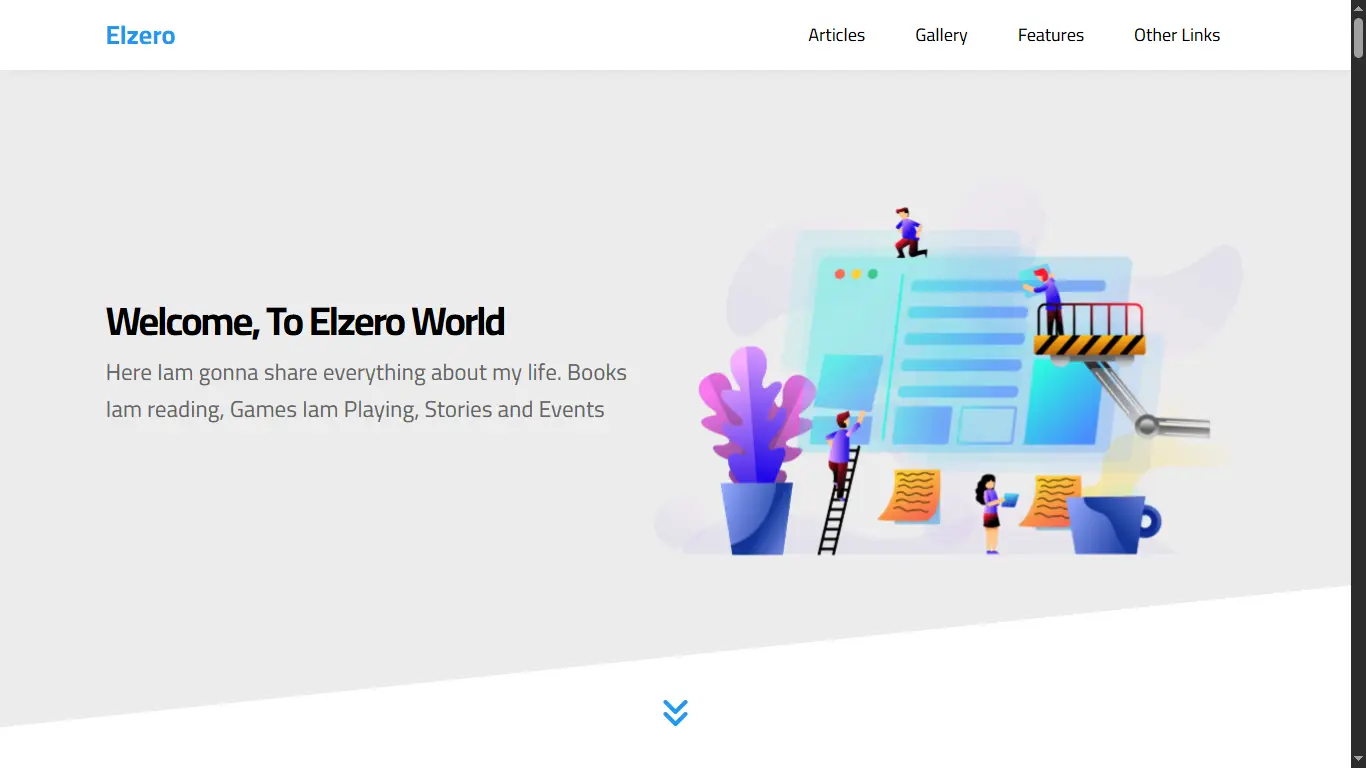 Elzero
Articles
Gallery
Features
Other Links
Welcome, To Elzero World
Here Iam gonna share everything about my life. Books
Iam reading, Games Iam Playing, Stories and Events